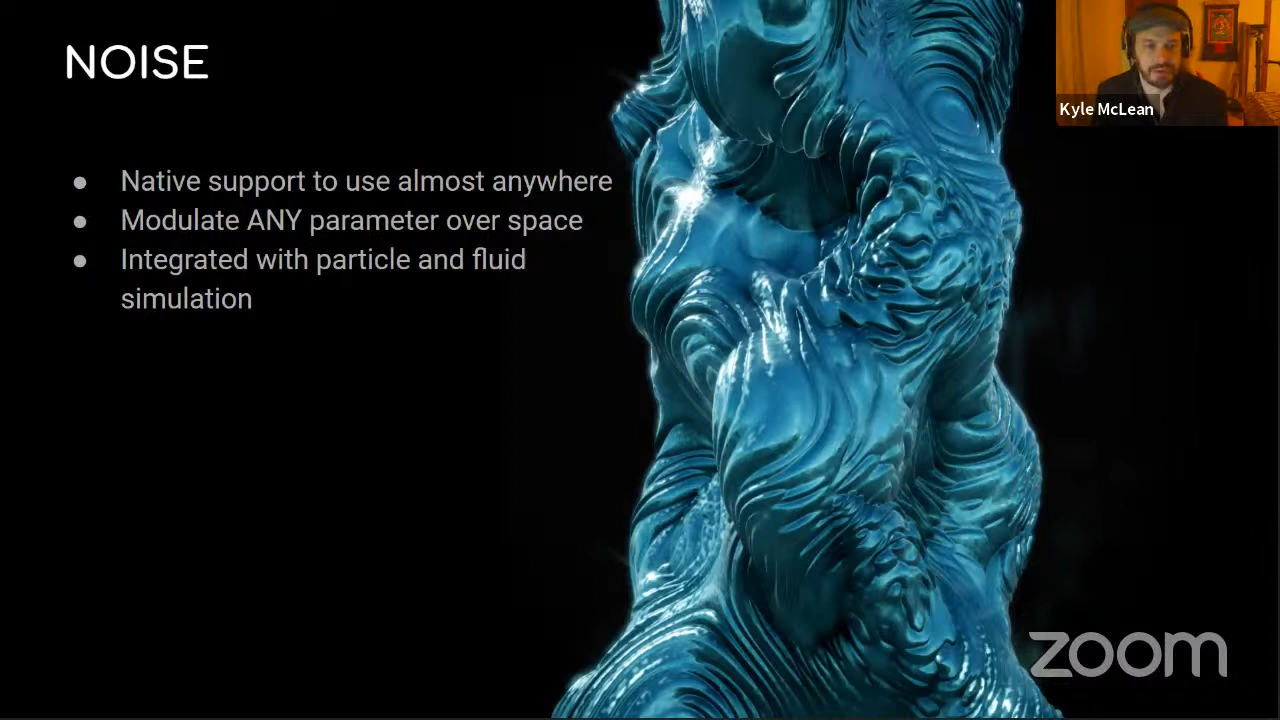 NOISE
Kyle McLean
● Native support to use almost anywhere
● Modulate ANY parameter over space
● Integrated with particle and fluid
simulation
zoom